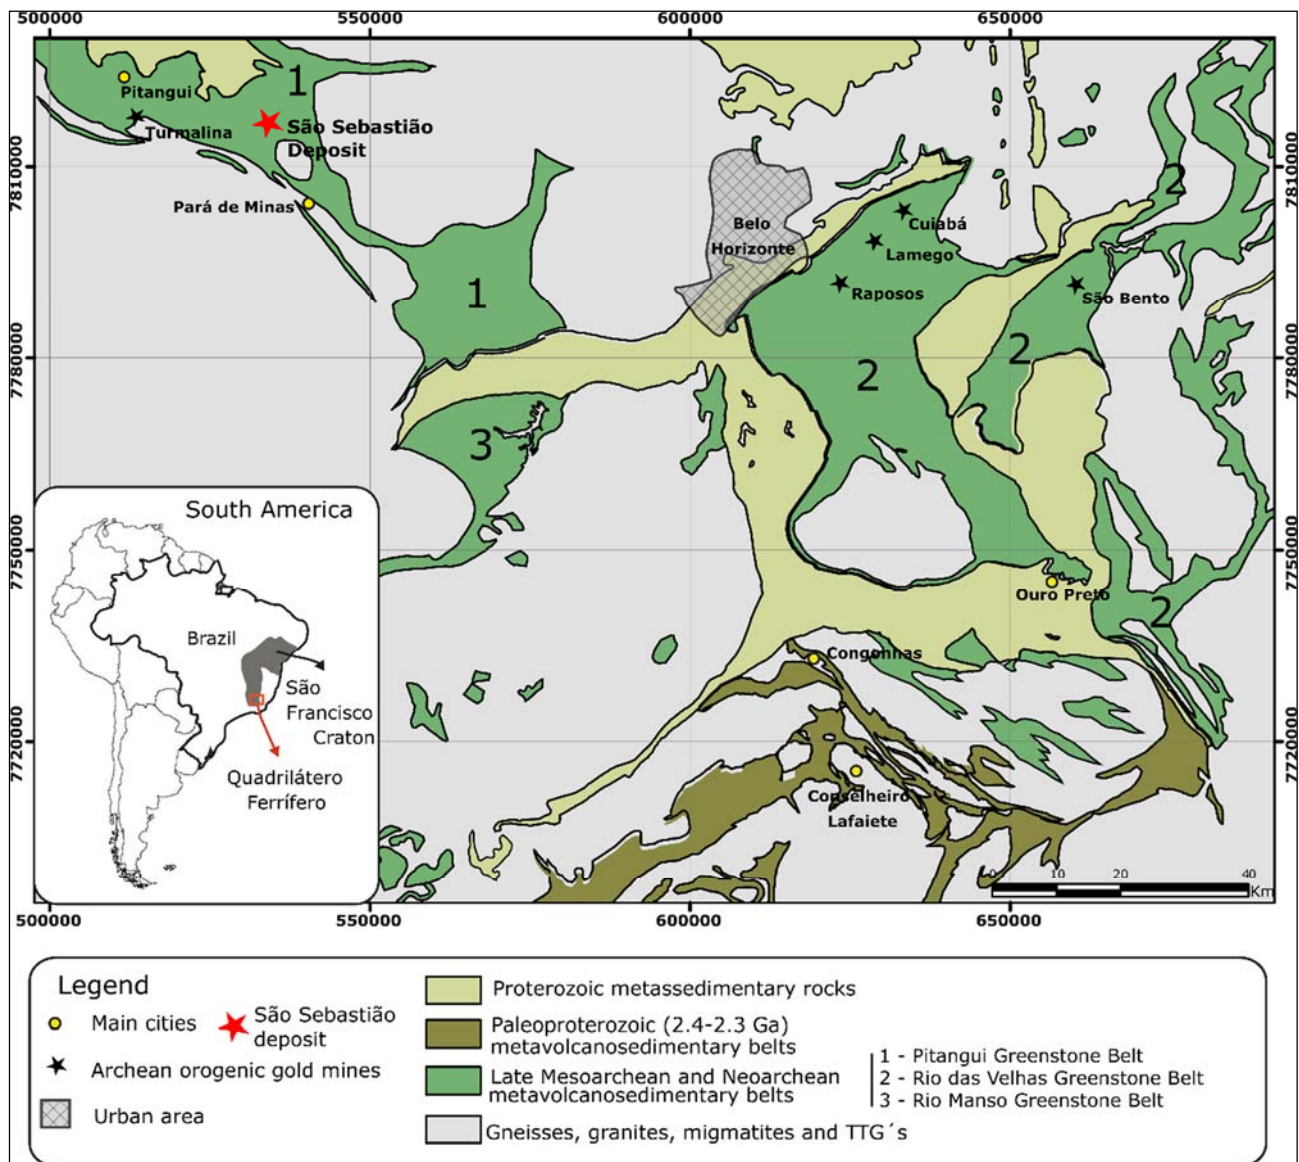 500000
550000
600000
650000
7810000
7780000
7750000
7720000
7810000
7780000
7750000
7720000
1
Pitangui
Turmalina
São Sebastião
Deposit
Pará de Minas
Belo
Horizonte
Cuiabá
Lamego
Raposos
São Bento
2
1
2
2
3
2
Ouro Preto
Congonhas
Conselheiro
Lafaiete
South America
Brazil
São
Francisco
Craton
Quadrilátero
Ferrífero
0 10 20 40
Km
500000
550000
600000
650000
Legend
Main cities
São Sebastião
deposit
Archean orogenic gold mines
Urban area
Proterozoic metassedimentary rocks
Paleoproterozoic (2.4-2.3 Ga)
metavolcanosedimentary belts
Late Mesoarchean and Neoarchean
metavolcanosedimentary belts
Gneisses, granites, migmatites and TTG´s
1 - Pitangui Greenstone Belt
2 - Rio das Velhas Greenstone Belt
3 - Rio Manso Greenstone Belt